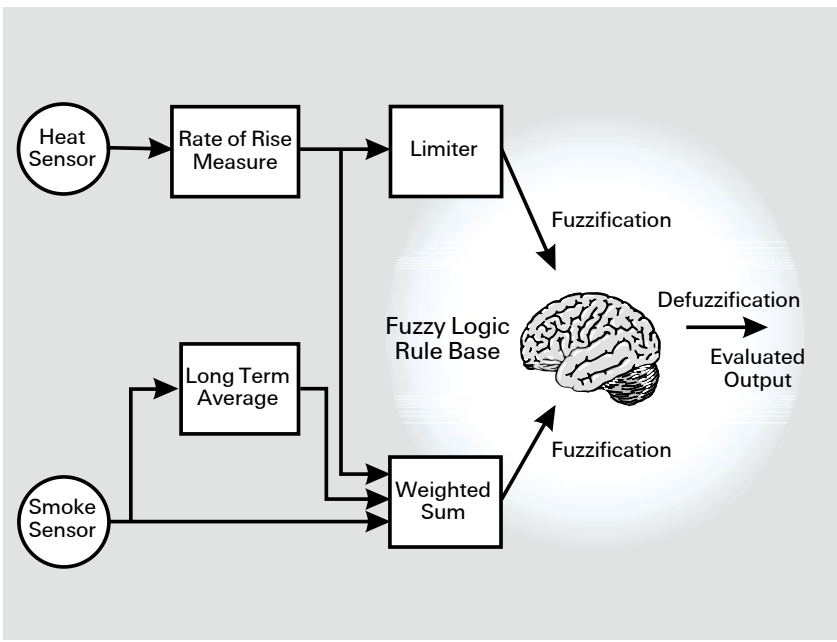 Heat
Sensor
Rate of Rise
Measure
Limiter
Fuzzification
Defuzzification
Fuzzy Logic
Rule Base
Evaluated
Output
Long Term
Average
Fuzzification
Weighted
Sum
Smoke
Sensor